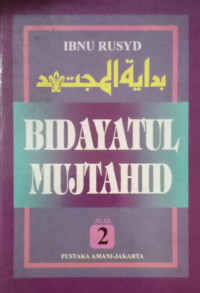 IBNU RUSYD
بداية المجتهد
BIDAYATUL
MUJTAHID
JILID
2
PUSTAKA AMANI-JAKARTA